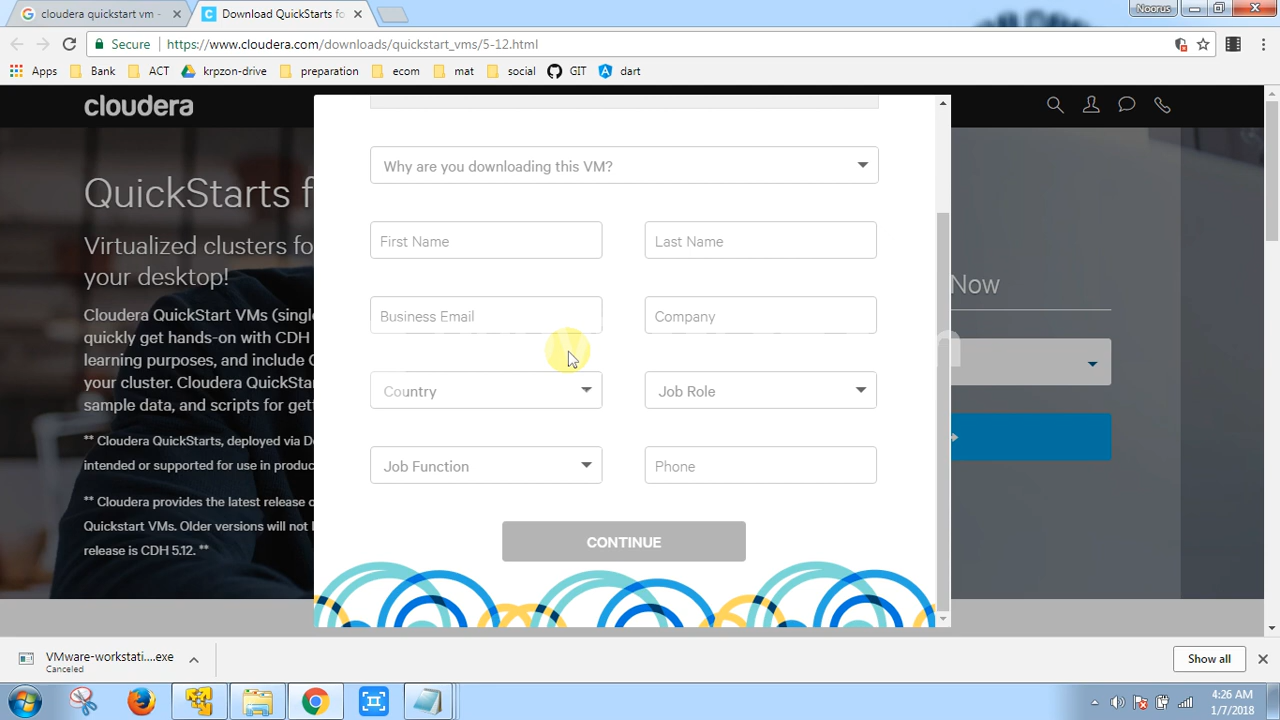 cloudera quickstart vm -
Download QuickStarts fo
Noorus
Secure
https://www.cloudera.com/downloads/quickstart_vms/5-12.html
Apps
Bank
ACT
krpzon-drive
preparation
ecom
mat
social
GIT
dart
cloudera
Why are you downloading this VM?
QuickStarts f
First Name
Last Name
Virtualized clusters fo
your desktop!
Now
Cloudera QuickStart VMs (singl
quickly get hands-on with CDH
learning purposes, and include C
your cluster. Cloudera QuickSta
sample data, and scripts for gett
Business Email
Company
Country
Job Role
** Cloudera QuickStarts, deployed via Do
intended or supported for use in produc
Job Function
Phone
** Cloudera provides the latest release o
Quickstart VMs. Older versions will not l
release is CDH 5.12. **
CONTINUE
VMware-workstati....exe
Canceled
Show all
4:26 AM
1/7/2018